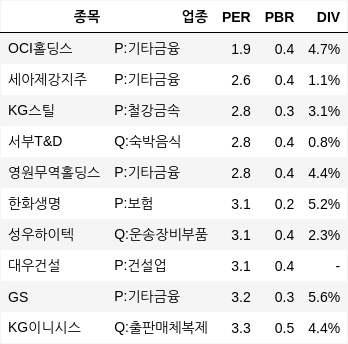 종목 업종 PER PBR DIV
OCI홀딩스 P:기타금융 1.9 0.4 4.7%
세아제강지주 P:기타금융 2.6 0.4 1.1%
KG스틸 P:철강금속 2.8 0.3 3.1%
서부T&D Q:숙박음식 2.8 0.4 0.8%
영원무역홀딩스 P:기타금융 2.8 0.4 4.4%
한화생명 P:보험 3.1 0.2 5.2%
성우하이텍 Q:운송장비부품 3.1 0.4 2.3%
대우건설 P:건설업 3.1 0.4 -
GS P:기타금융 3.2 0.3 5.6%
KG이니시스 Q:출판매체복제 3.3 0.5 4.4%